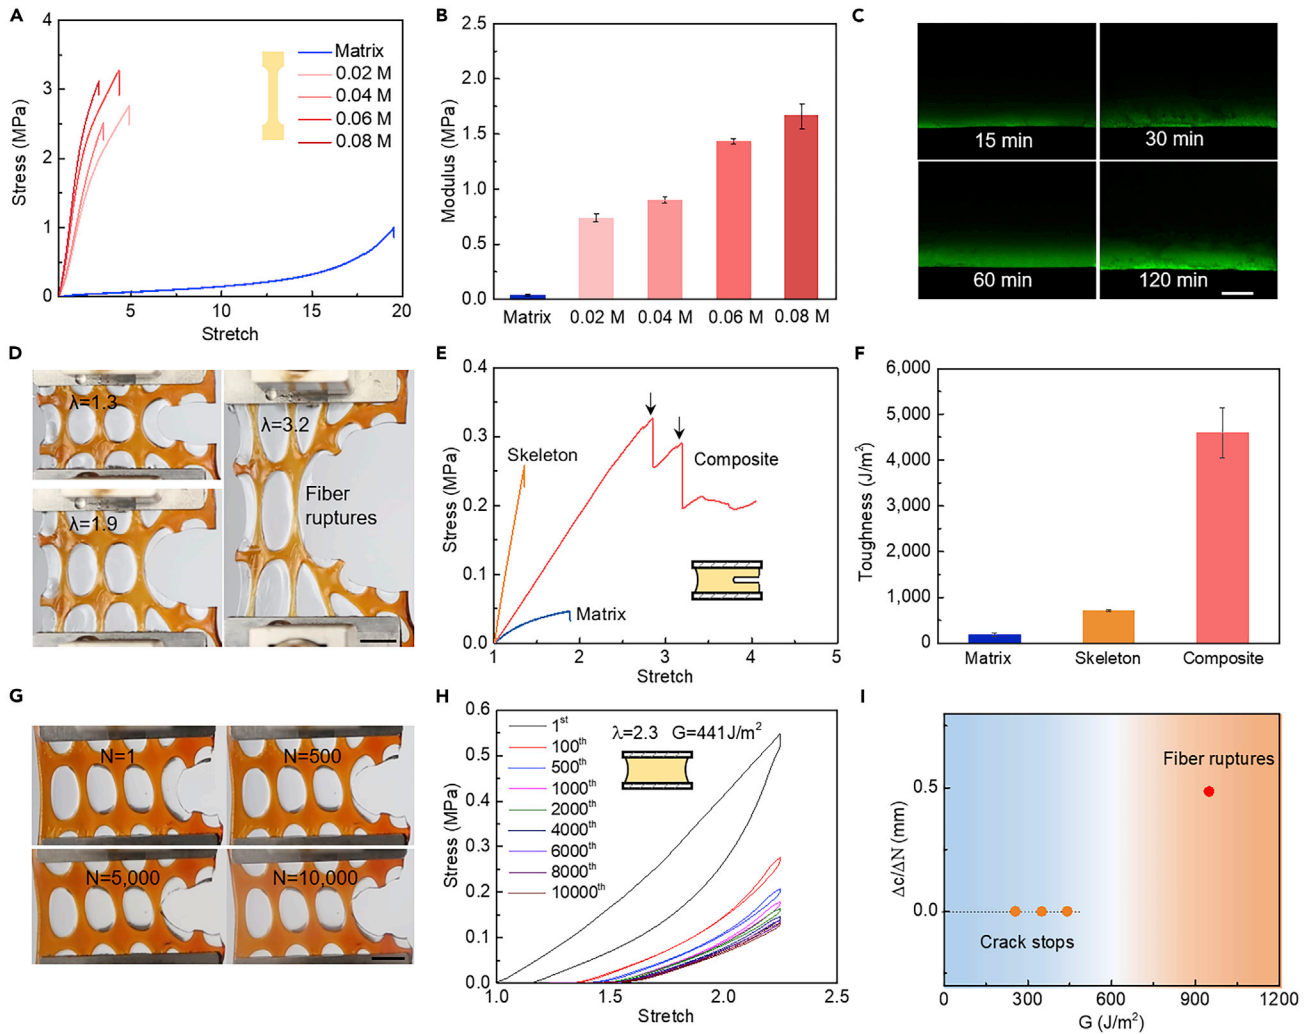 A
4
3
2
1
0
Stress (MPa)
5
10
15
20
Stretch
Matrix
0.02 M
0.04 M
0.06 M
0.08 M
B
2.5
2.0
1.5
1.0
0.5
0.0
Modulus (MPa)
Matrix
0.02 M
0.04 M
0.06 M
0.08 M
C
15 min
30 min
60 min
120 min
D
λ=1.3
λ=1.9
λ=3.2
Fiber
ruptures
E
0.4
0.3
0.2
0.1
0.0
Stress (MPa)
1
2
3
4
5
Stretch
Skeleton
Composite
Matrix
F
6,000
5,000
4,000
3,000
2,000
1,000
0
Toughness (J/m²)
Matrix
Skeleton
Composite
G
N=1
N=500
N=5,000
N=10,000
H
0.6
0.5
0.4
0.3
0.2
0.1
0.0
Stress (MPa)
1.0
1.5
2.0
2.5
Stretch
1st
100th
500th
1000th
2000th
4000th
6000th
8000th
10000th
λ=2.3 G=441J/m²
I
0.5
0.0
Δc/ΔN (mm)
0
300
600
900
1200
G (J/m²)
Fiber ruptures
Crack stops